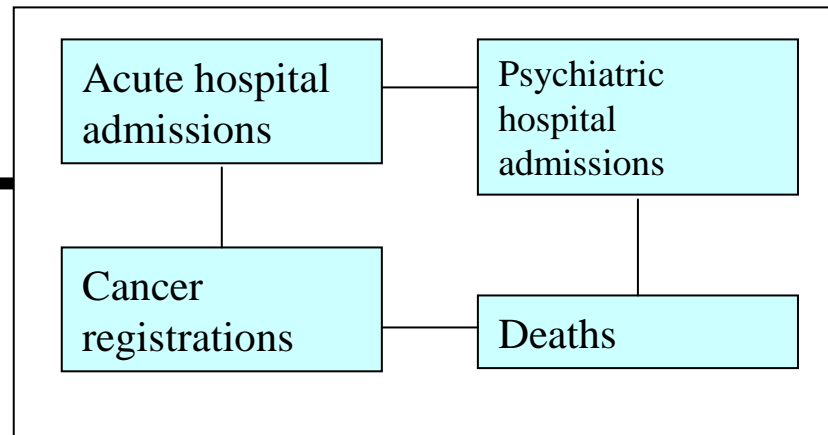 Acute hospital
admissions
Psychiatric
hospital
admissions
Cancer
registrations
Deaths